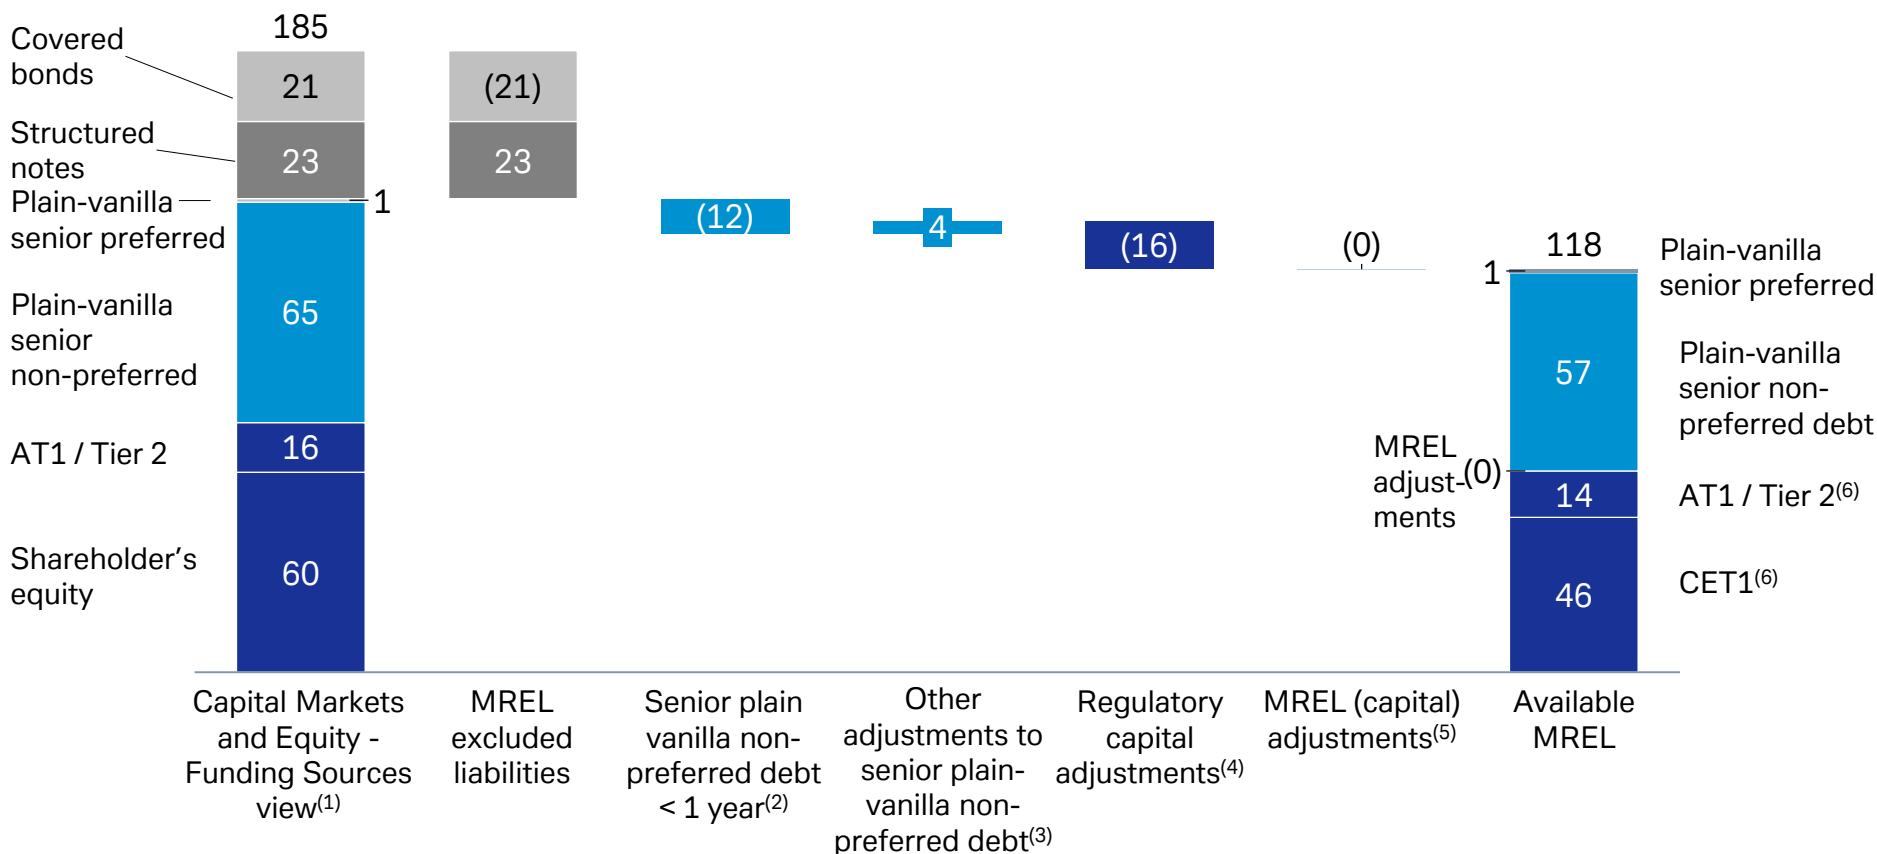 Covered
bonds
Structured
notes
Plain-vanilla
senior preferred
Plain-vanilla
senior
non-preferred
AT1 / Tier 2
Shareholder’s
equity
185
21
23
1
65
16
60
(21)
23
(12)
4
(16)
(0)
118
1
57
(0)
14
46
MREL
adjust-
ments
Plain-vanilla
senior preferred
Plain-vanilla
senior non-
preferred debt
AT1 / Tier 2(6)
CET1(6)
Capital Markets
and Equity -
Funding Sources
view(1)
MREL
excluded
liabilities
Senior plain
vanilla non-
preferred debt
< 1 year(2)
Other
adjustments to
senior plain-
vanilla non-
preferred debt(3)
Regulatory
capital
adjustments(4)
MREL (capital)
adjustments(5)
Available
MREL